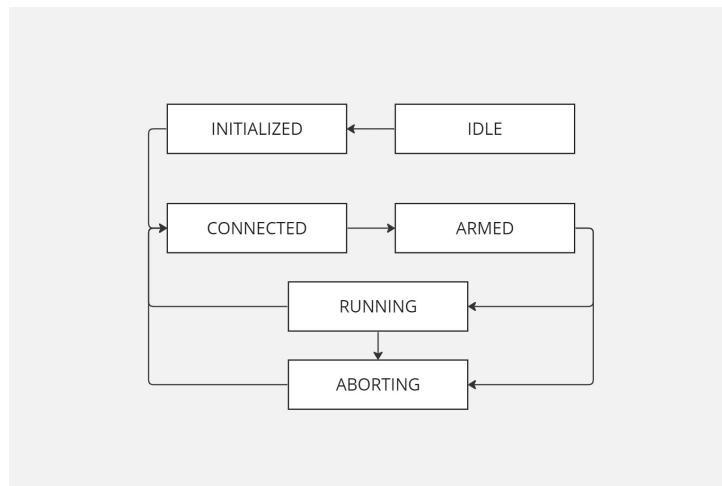 INITIALIZED
IDLE
CONNECTED
ARMED
RUNNING
ABORTING